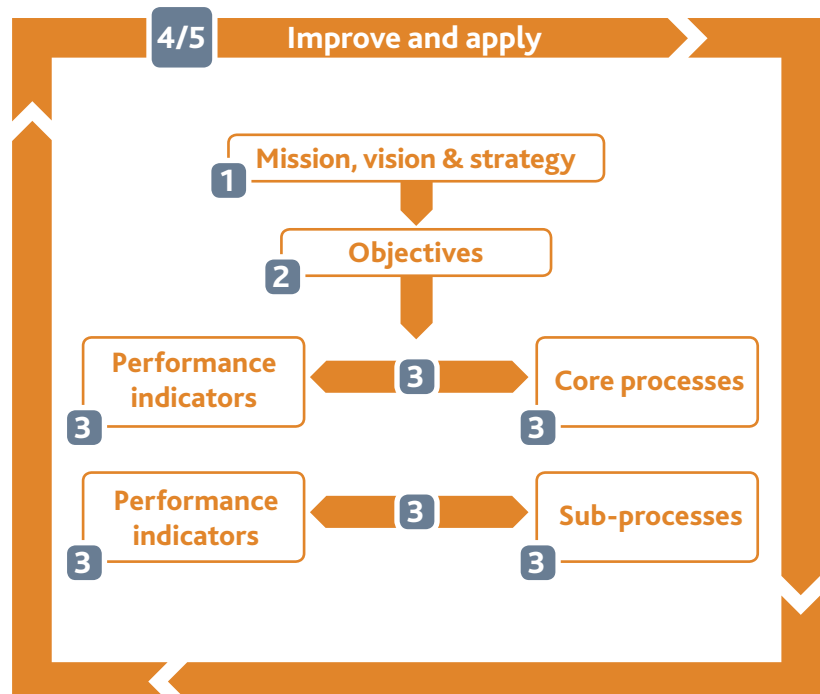 4/5 Improve and apply
Mission, vision & strategy
1
Objectives
2
Performance
indicators
3
3
Core processes
3
Performance
indicators
3
3
Sub-processes
3